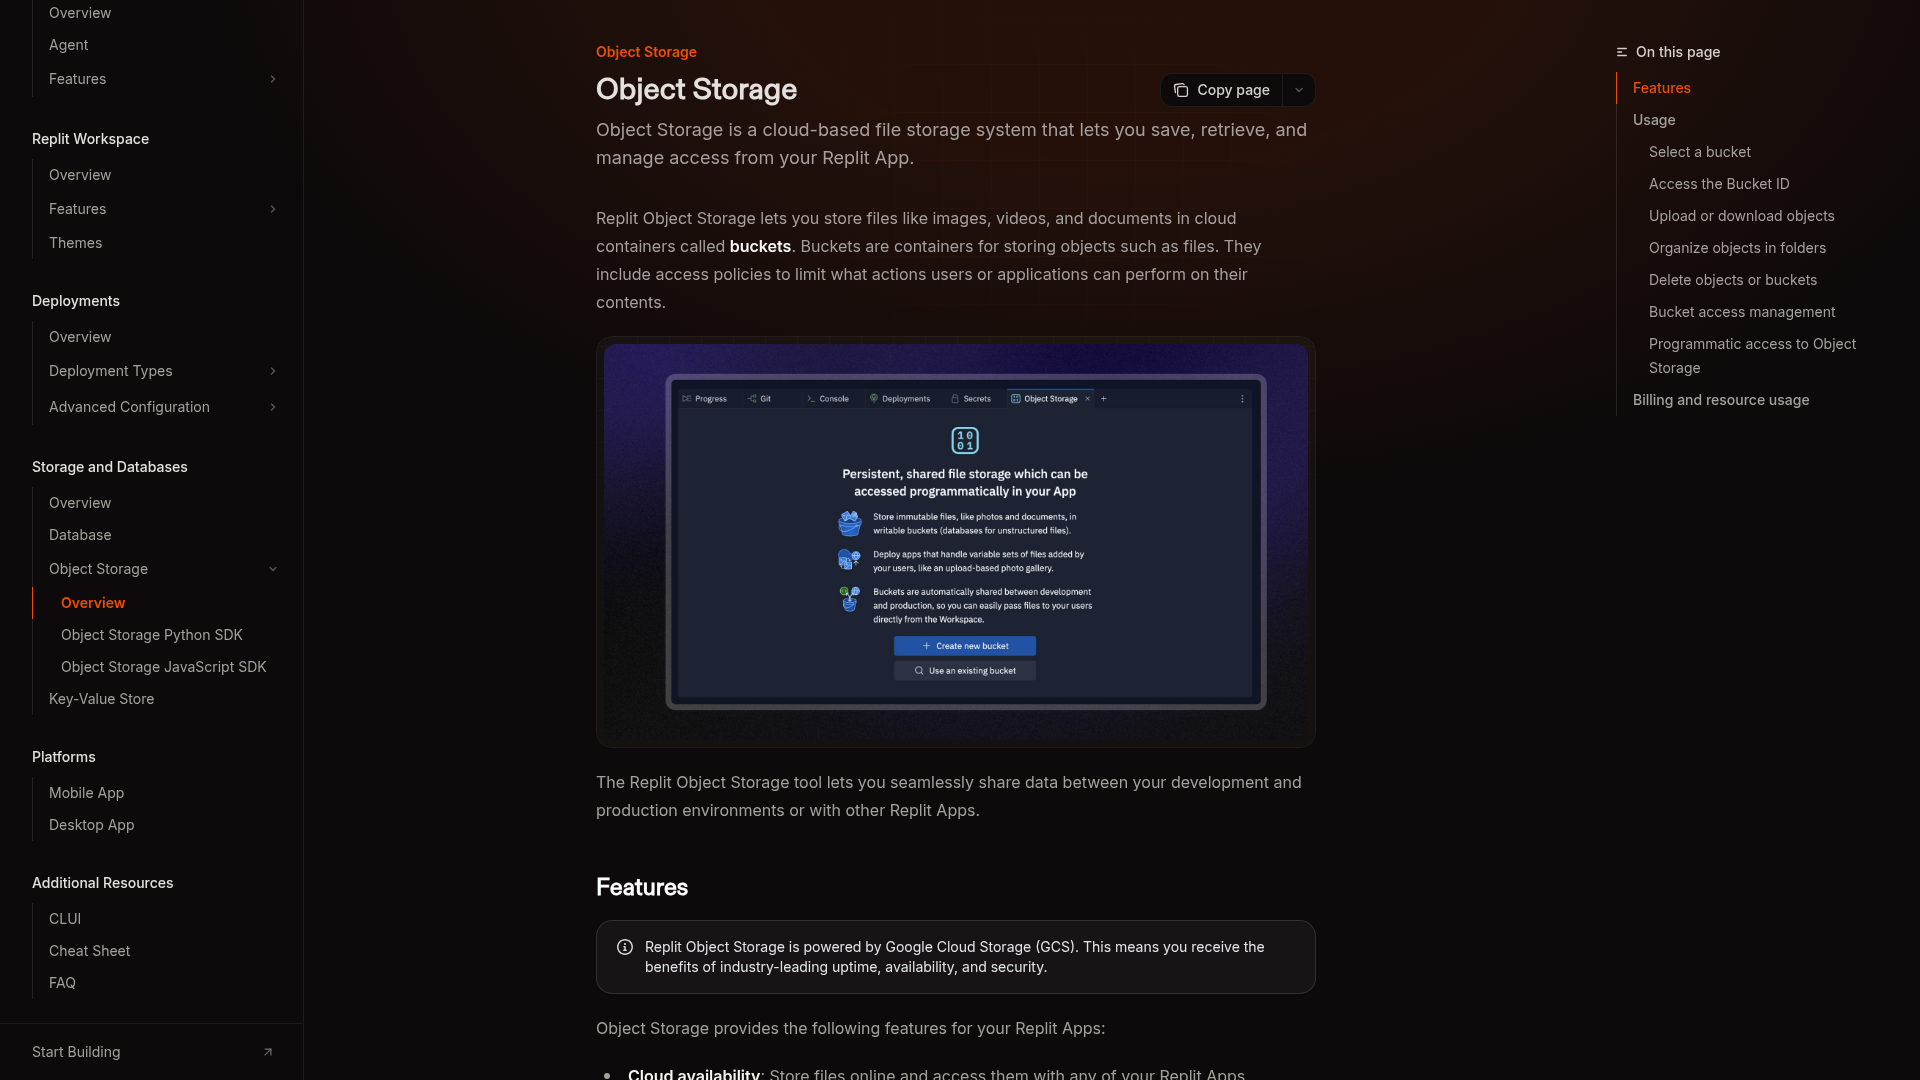 Overview
Agent
Features
Replit Workspace
Overview
Features
Themes
Deployments
Overview
Deployment Types
Advanced Configuration
Storage and Databases
Overview
Database
Object Storage
Overview
Object Storage Python SDK
Object Storage JavaScript SDK
Key-Value Store
Platforms
Mobile App
Desktop App
Additional Resources
CLUI
Cheat Sheet
FAQ
Start Building
Object Storage
Object Storage
Copy page
Object Storage is a cloud-based file storage system that lets you save, retrieve, and
manage access from your Replit App.
Replit Object Storage lets you store files like images, videos, and documents in cloud
containers called buckets. Buckets are containers for storing objects such as files. They
include access policies to limit what actions users or applications can perform on their
contents.
Progress Git Console Deployments Secrets Object Storage × +
10
01
Persistent, shared file storage which can be
accessed programmatically in your App
Store immutable files, like photos and documents, in
writable buckets (databases for unstructured files).
Deploy apps that handle variable sets of files added by
your users, like an upload-based photo gallery.
Buckets are automatically shared between development
and production, so you can easily pass files to your users
directly from the Workspace.
+ Create new bucket
Use an existing bucket
The Replit Object Storage tool lets you seamlessly share data between your development and
production environments or with other Replit Apps.
Features
Replit Object Storage is powered by Google Cloud Storage (GCS). This means you receive the
benefits of industry-leading uptime, availability, and security.
Object Storage provides the following features for your Replit Apps:
• Cloud availability: Store files online and access them with any of your Replit Apps
On this page
Features
Usage
Select a bucket
Access the Bucket ID
Upload or download objects
Organize objects in folders
Delete objects or buckets
Bucket access management
Programmatic access to Object
Storage
Billing and resource usage